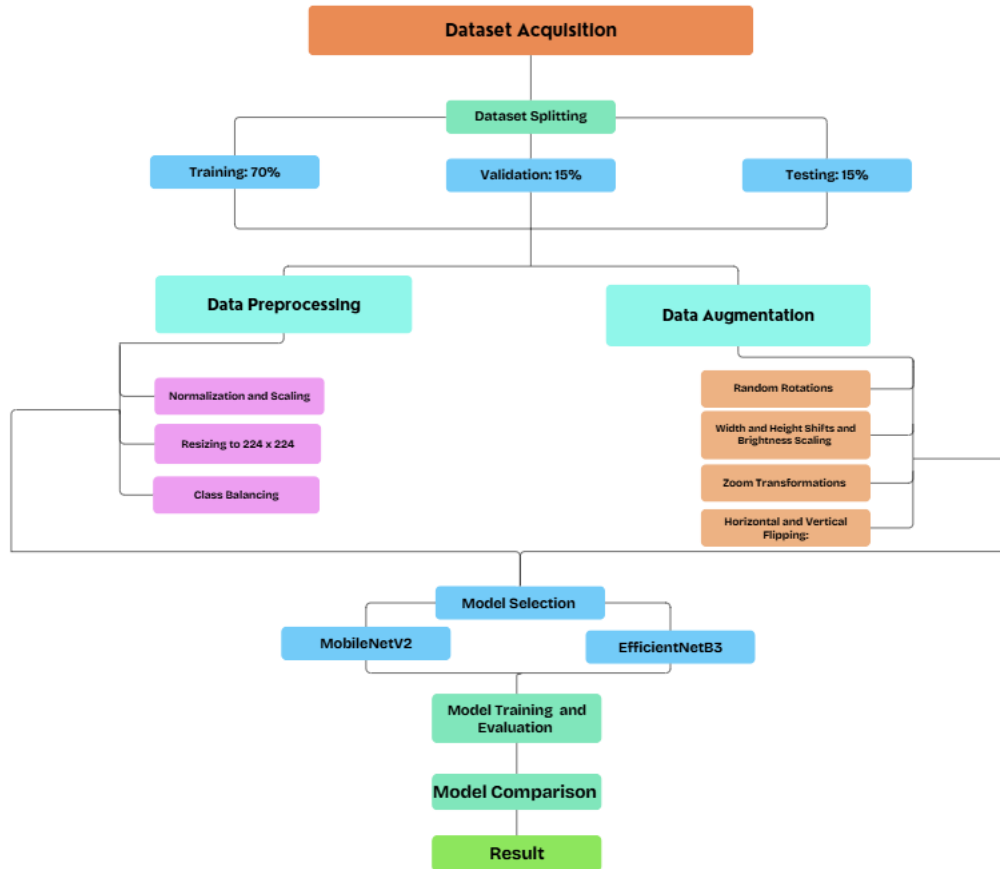 Dataset Acquisition
Dataset Splitting
Training: 70%
Validation: 15%
Testing: 15%
Data Preprocessing
Data Augmentation
Normalization and Scaling
Resizing to 224 x 224
Class Balancing
Random Rotations
Width and Height Shifts and
Brightness Scaling
Zoom Transformations
Horizontal and Vertical
Flipping:
Model Selection
MobileNetV2
EfficientNetB3
Model Training and
Evaluation
Model Comparison
Result